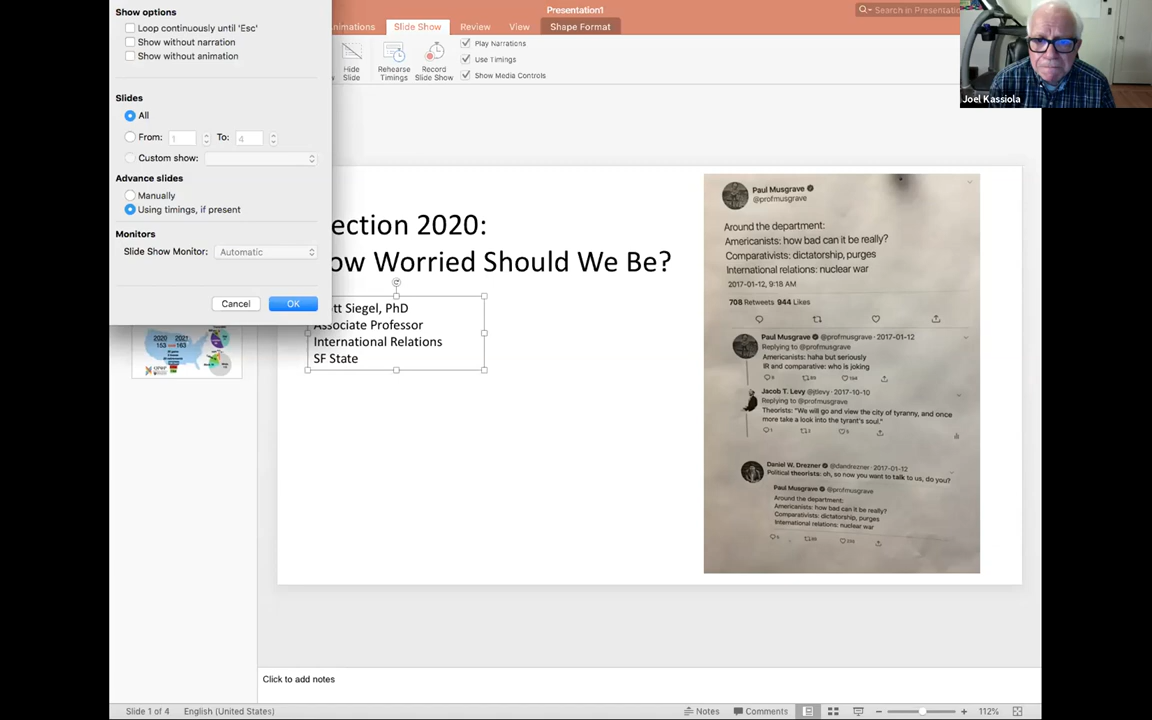 Show options
Loop continuously until 'Esc'
Show without narration
Show without animation
Slides
All
From: 1 To: 4
Custom show:
Advance slides
Manually
Using timings, if present
Monitors
Slide Show Monitor: Automatic
Cancel OK
Presentation1
Search in Presentatio
nimations Slide Show Review View Shape Format
Hide
Slide
Rehearse
Timings
Record
Slide Show
Play Narrations
Use Timings
Show Media Controls
Joel Kassiola
ection 2020:
ow Worried Should We Be?
tt Siegel, PhD
Associate Professor
International Relations
SF State
2020 2021
153 163
Paul Musgrave
@profmusgrave
Around the department:
Americanists: how bad can it be really?
Comparativists: dictatorship, purges
International relations: nuclear war
2017-01-12, 9:18 AM
708 Retweets 944 Likes
Paul Musgrave @profmusgrave · 2017-01-12
Replying to @profmusgrave
Americanists: haha but seriously
IR and comparative: who is joking
Jacob T. Levy @jtlevy · 2017-10-10
Replying to @profmusgrave
Theorists: "We will go and view the city of tyranny, and once
more take a look into the tyrant's soul."
Daniel W. Drezner @dandrezner · 2017-01-12
Political theorists: oh, so now you want to talk to us, do you?
Paul Musgrave @profmusgrave
Around the department:
Americanists: how bad can it be really?
Comparativists: dictatorship, purges
International relations: nuclear war
Click to add notes
Slide 1 of 4 English (United States)
Notes Comments 112%